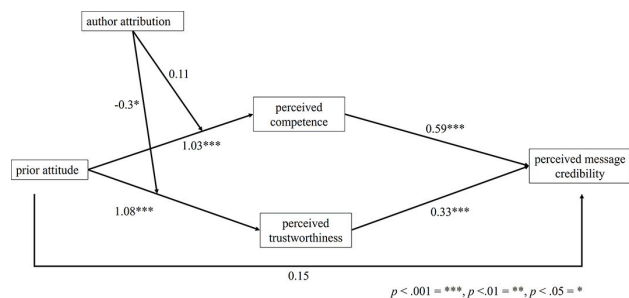 author attribution
0.11
-0.3*
perceived
competence
1.03***
0.59***
prior attitude
perceived message
credibility
1.08***
perceived
trustworthiness
0.33***
0.15
p < .001 = ***, p <.01 = **, p < .05 = *